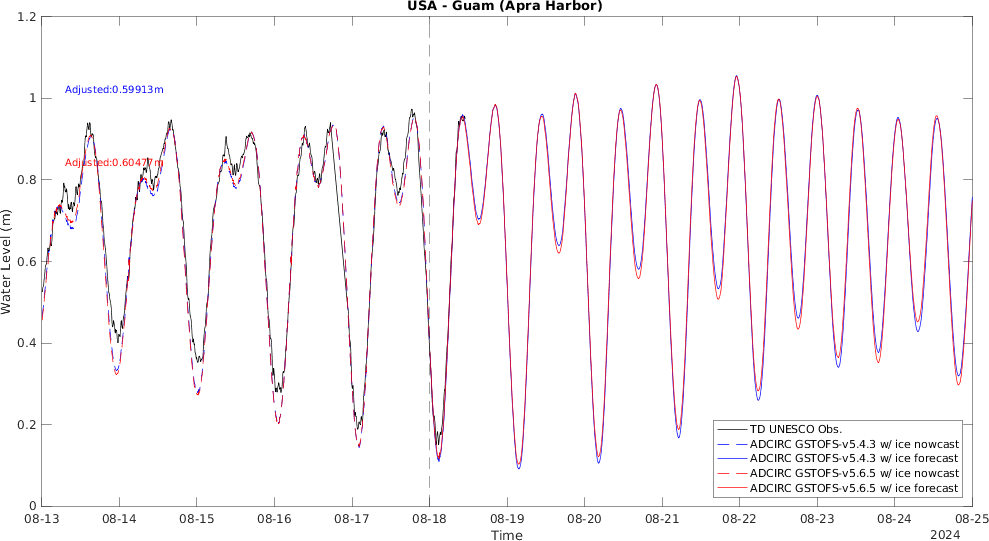 USA - Guam (Apra Harbor)
Water Level (m)
1.2
1
0.8
0.6
0.4
0.2
0
Adjusted:0.59913m
Adjusted:0.60477m
TD UNESCO Obs.
ADCIRC GSTOFS-v5.4.3 w/ ice nowcast
ADCIRC GSTOFS-v5.4.3 w/ ice forecast
ADCIRC GSTOFS-v5.6.5 w/ ice nowcast
ADCIRC GSTOFS-v5.6.5 w/ ice forecast
08-13 08-14 08-15 08-16 08-17 08-18 08-19 08-20 08-21 08-22 08-23 08-24 08-25
Time
2024